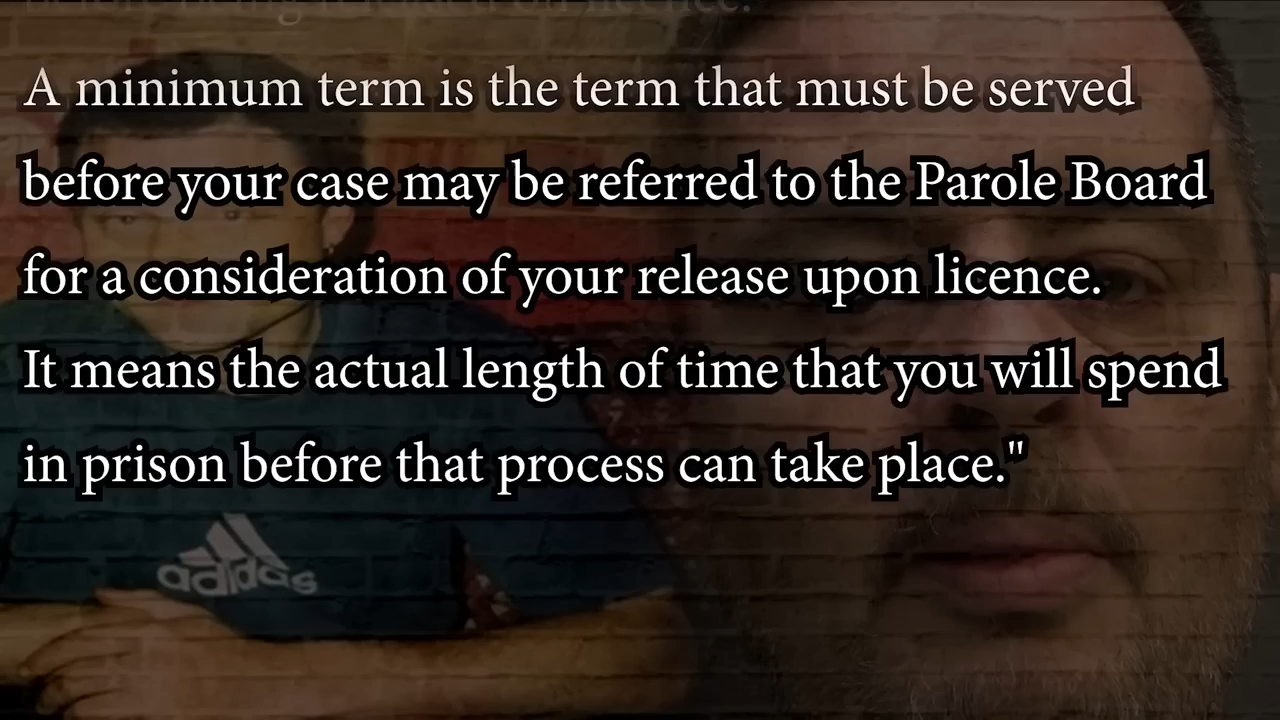 A minimum term is the term that must be served
before your case may be referred to the Parole Board
for a consideration of your release upon licence.
It means the actual length of time that you will spend
in prison before that process can take place."
adidas